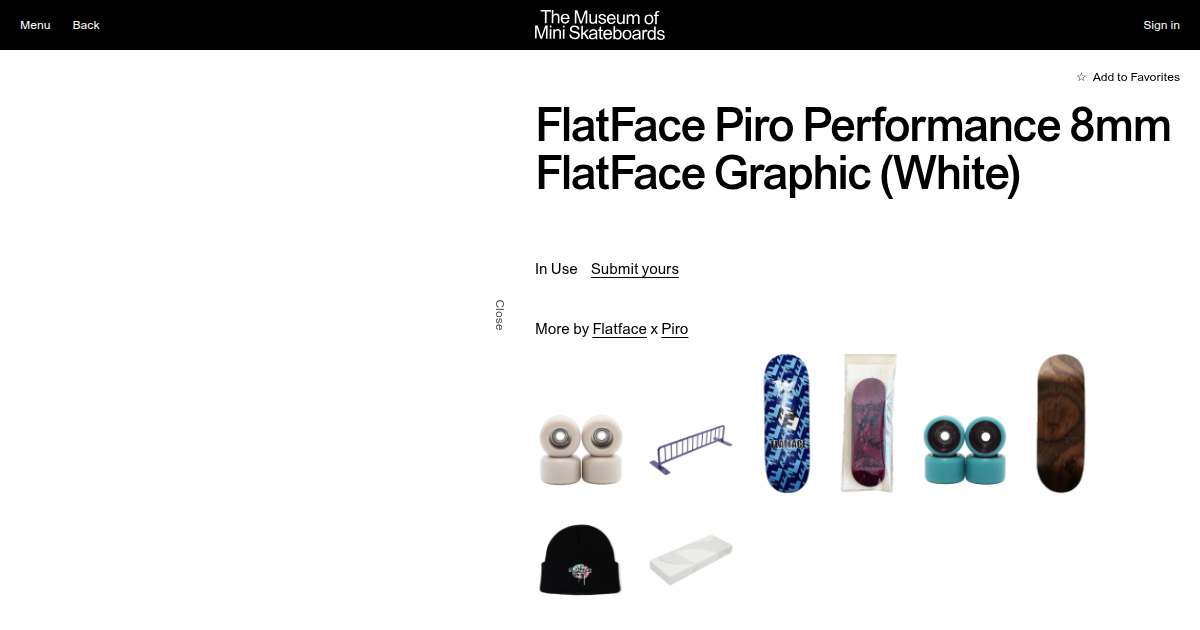 Menu
Back
The Museum of
Mini Skateboards
Sign in
☆ Add to Favorites
FlatFace Piro Performance 8mm
FlatFace Graphic (White)
In Use Submit yours
Close
More by Flatface x Piro